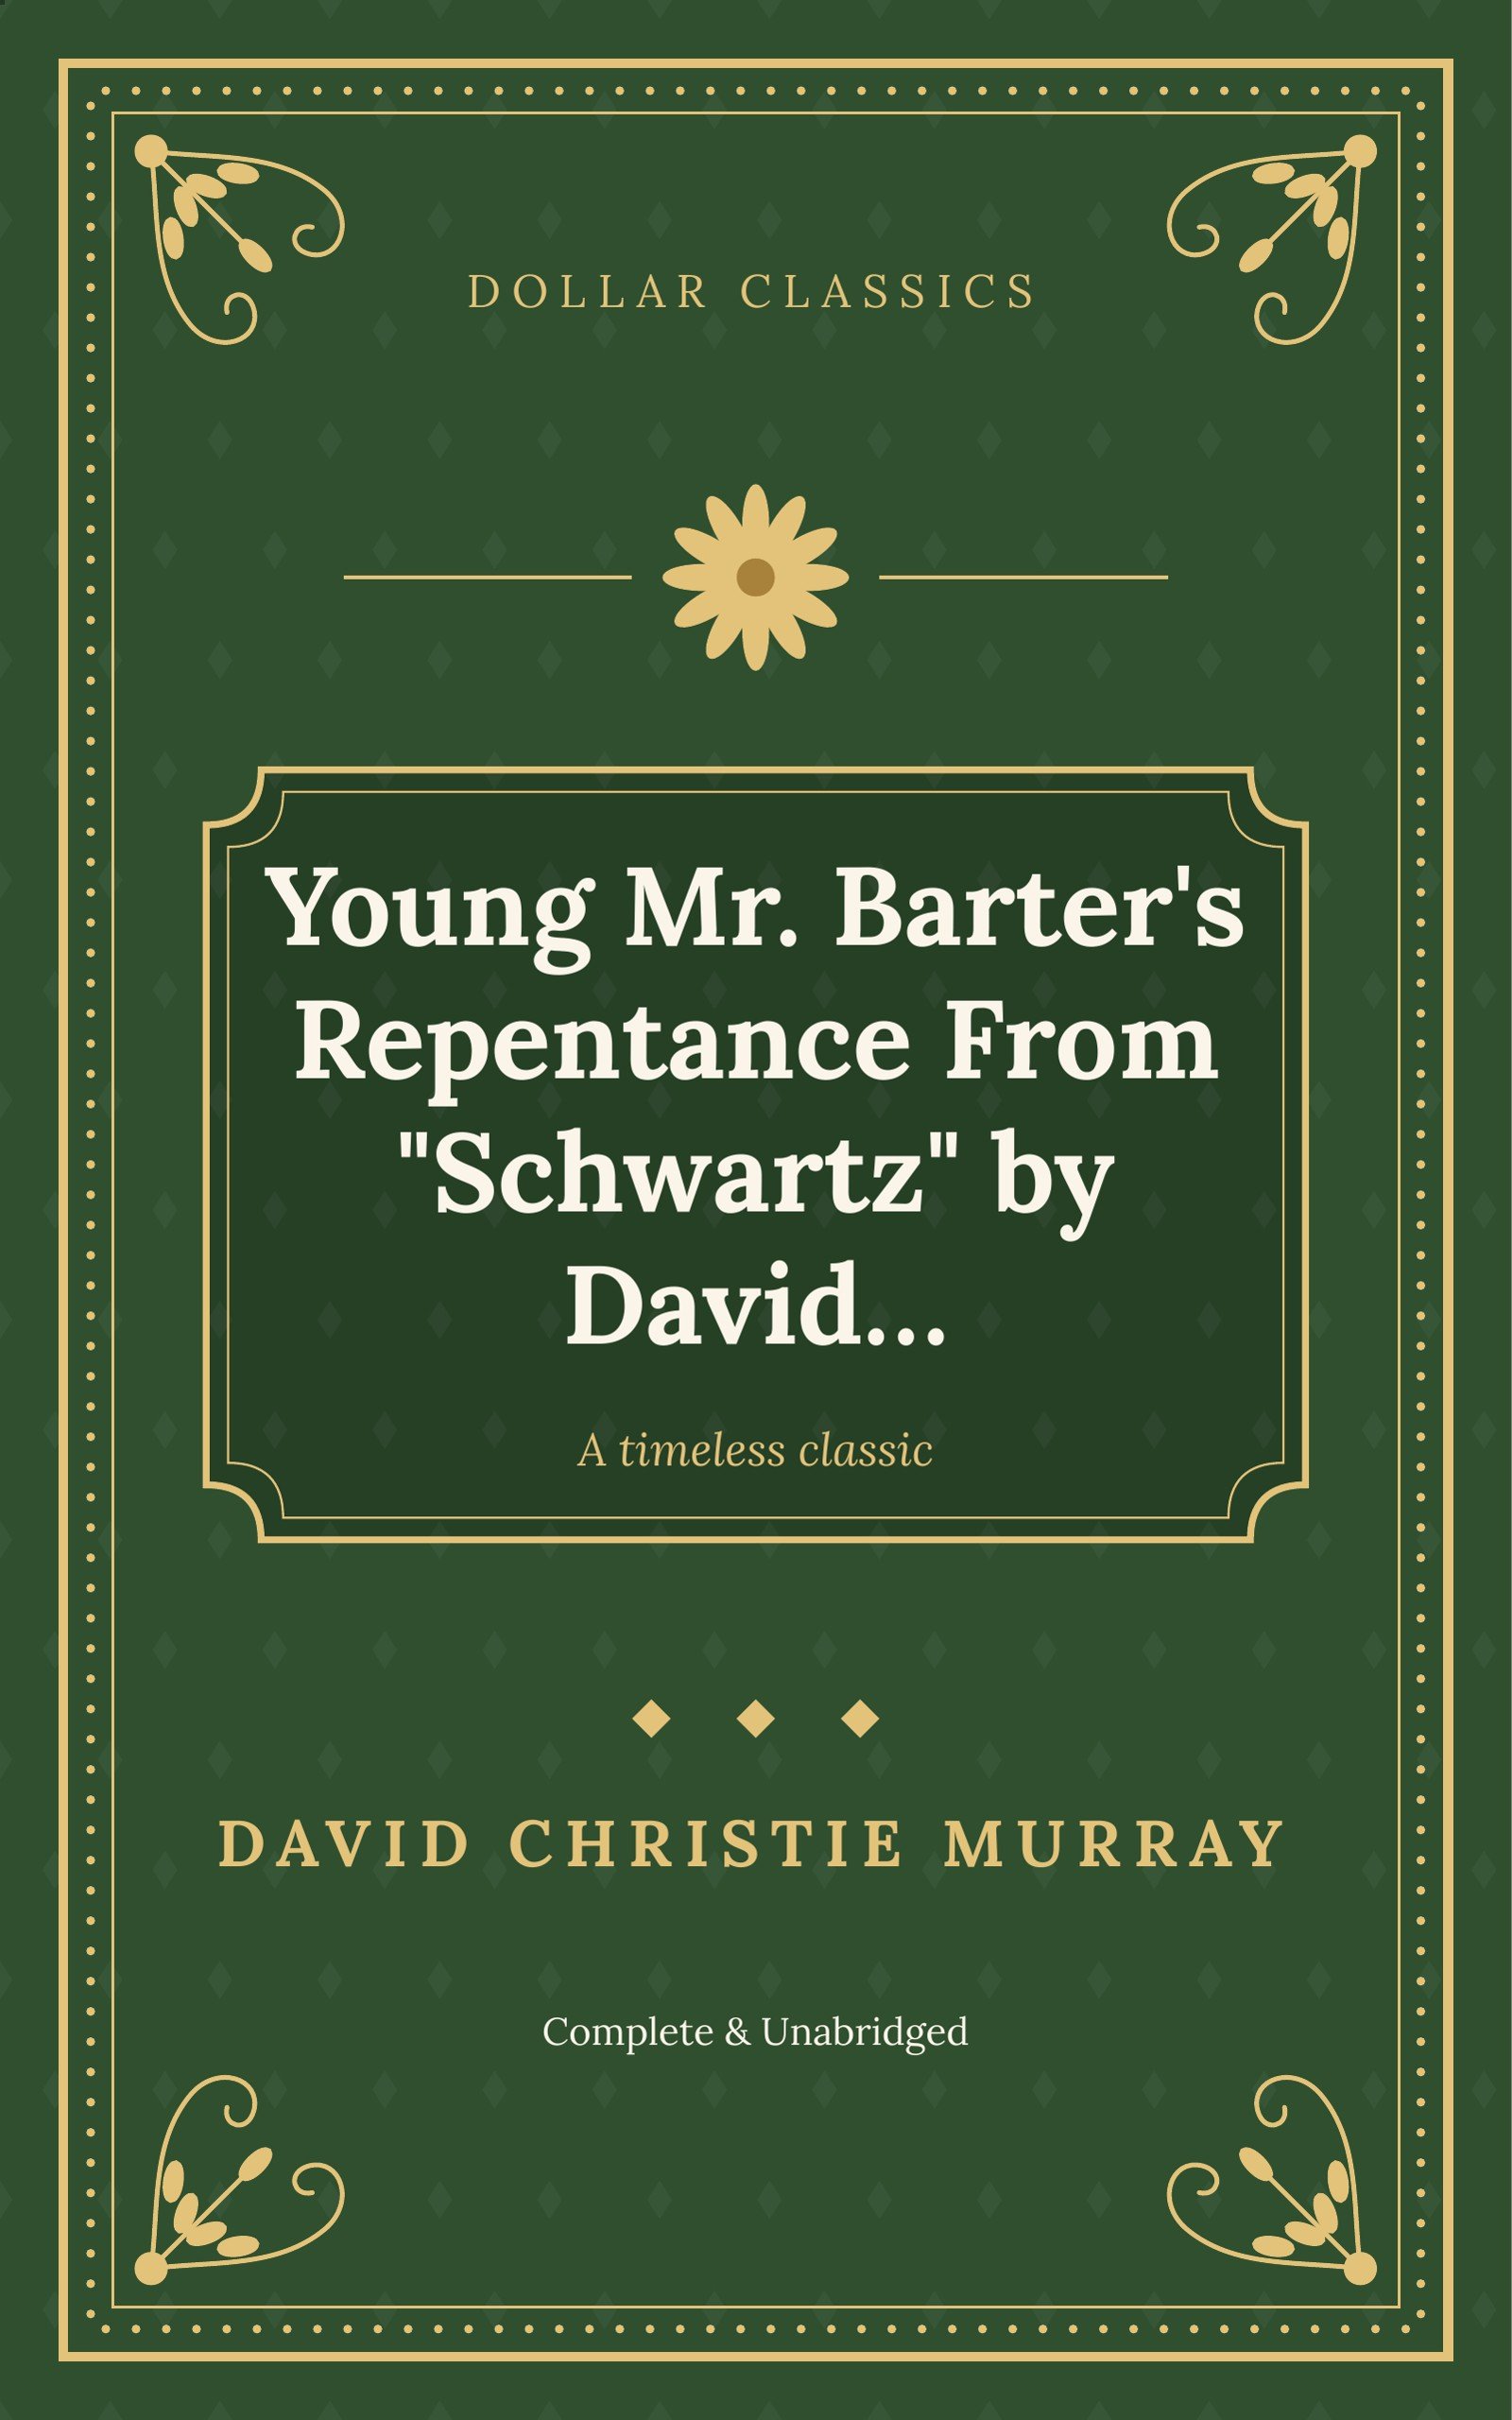 DOLLAR CLASSICS
Young Mr. Barter's
Repentance From
"Schwartz" by
David...
A timeless classic
DAVID CHRISTIE MURRAY
Complete & Unabridged